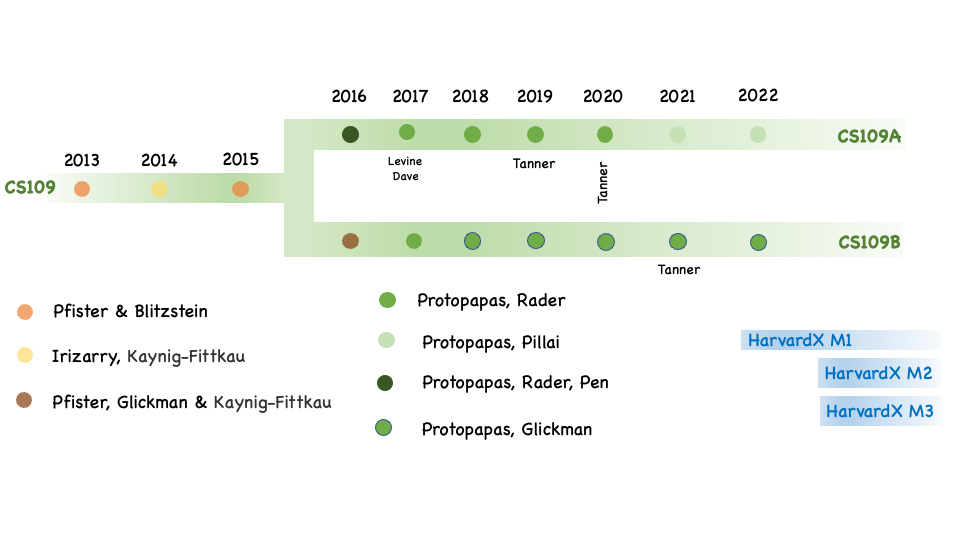 2016 2017 2018 2019 2020 2021 2022
CS109A
2013 2014 2015
Levine
Dave
Tanner
Tanner
CS109
CS109B
Tanner
Pfister & Blitzstein
Irizarry, Kaynig-Fittkau
Pfister, Glickman & Kaynig-Fittkau
Protopapas, Rader
Protopapas, Pillai
Protopapas, Rader, Pen
Protopapas, Glickman
HarvardX M1
HarvardX M2
HarvardX M3